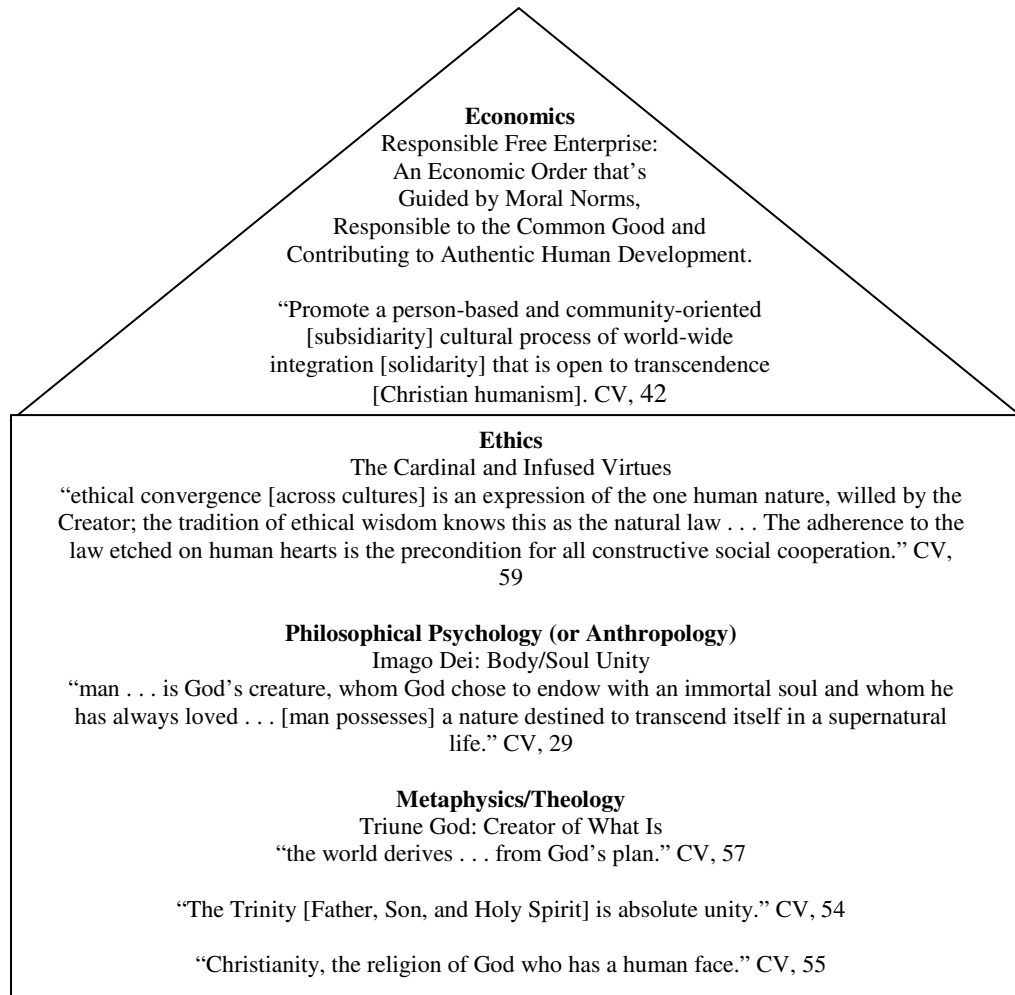 Economics
Responsible Free Enterprise:
An Economic Order that’s
Guided by Moral Norms,
Responsible to the Common Good and
Contributing to Authentic Human Development.
“Promote a person-based and community-oriented
[subsidiarity] cultural process of world-wide
integration [solidarity] that is open to transcendence
[Christian humanism]. CV, 42
Ethics
The Cardinal and Infused Virtues
“ethical convergence [across cultures] is an expression of the one human nature, willed by the
Creator; the tradition of ethical wisdom knows this as the natural law . . . The adherence to the
law etched on human hearts is the precondition for all constructive social cooperation.” CV,
59
Philosophical Psychology (or Anthropology)
Imago Dei: Body/Soul Unity
“man . . . is God’s creature, whom God chose to endow with an immortal soul and whom he
has always loved . . . [man possesses] a nature destined to transcend itself in a supernatural
life.” CV, 29
Metaphysics/Theology
Triune God: Creator of What Is
“the world derives . . . from God’s plan.” CV, 57
“The Trinity [Father, Son, and Holy Spirit] is absolute unity.” CV, 54
“Christianity, the religion of God who has a human face.” CV, 55